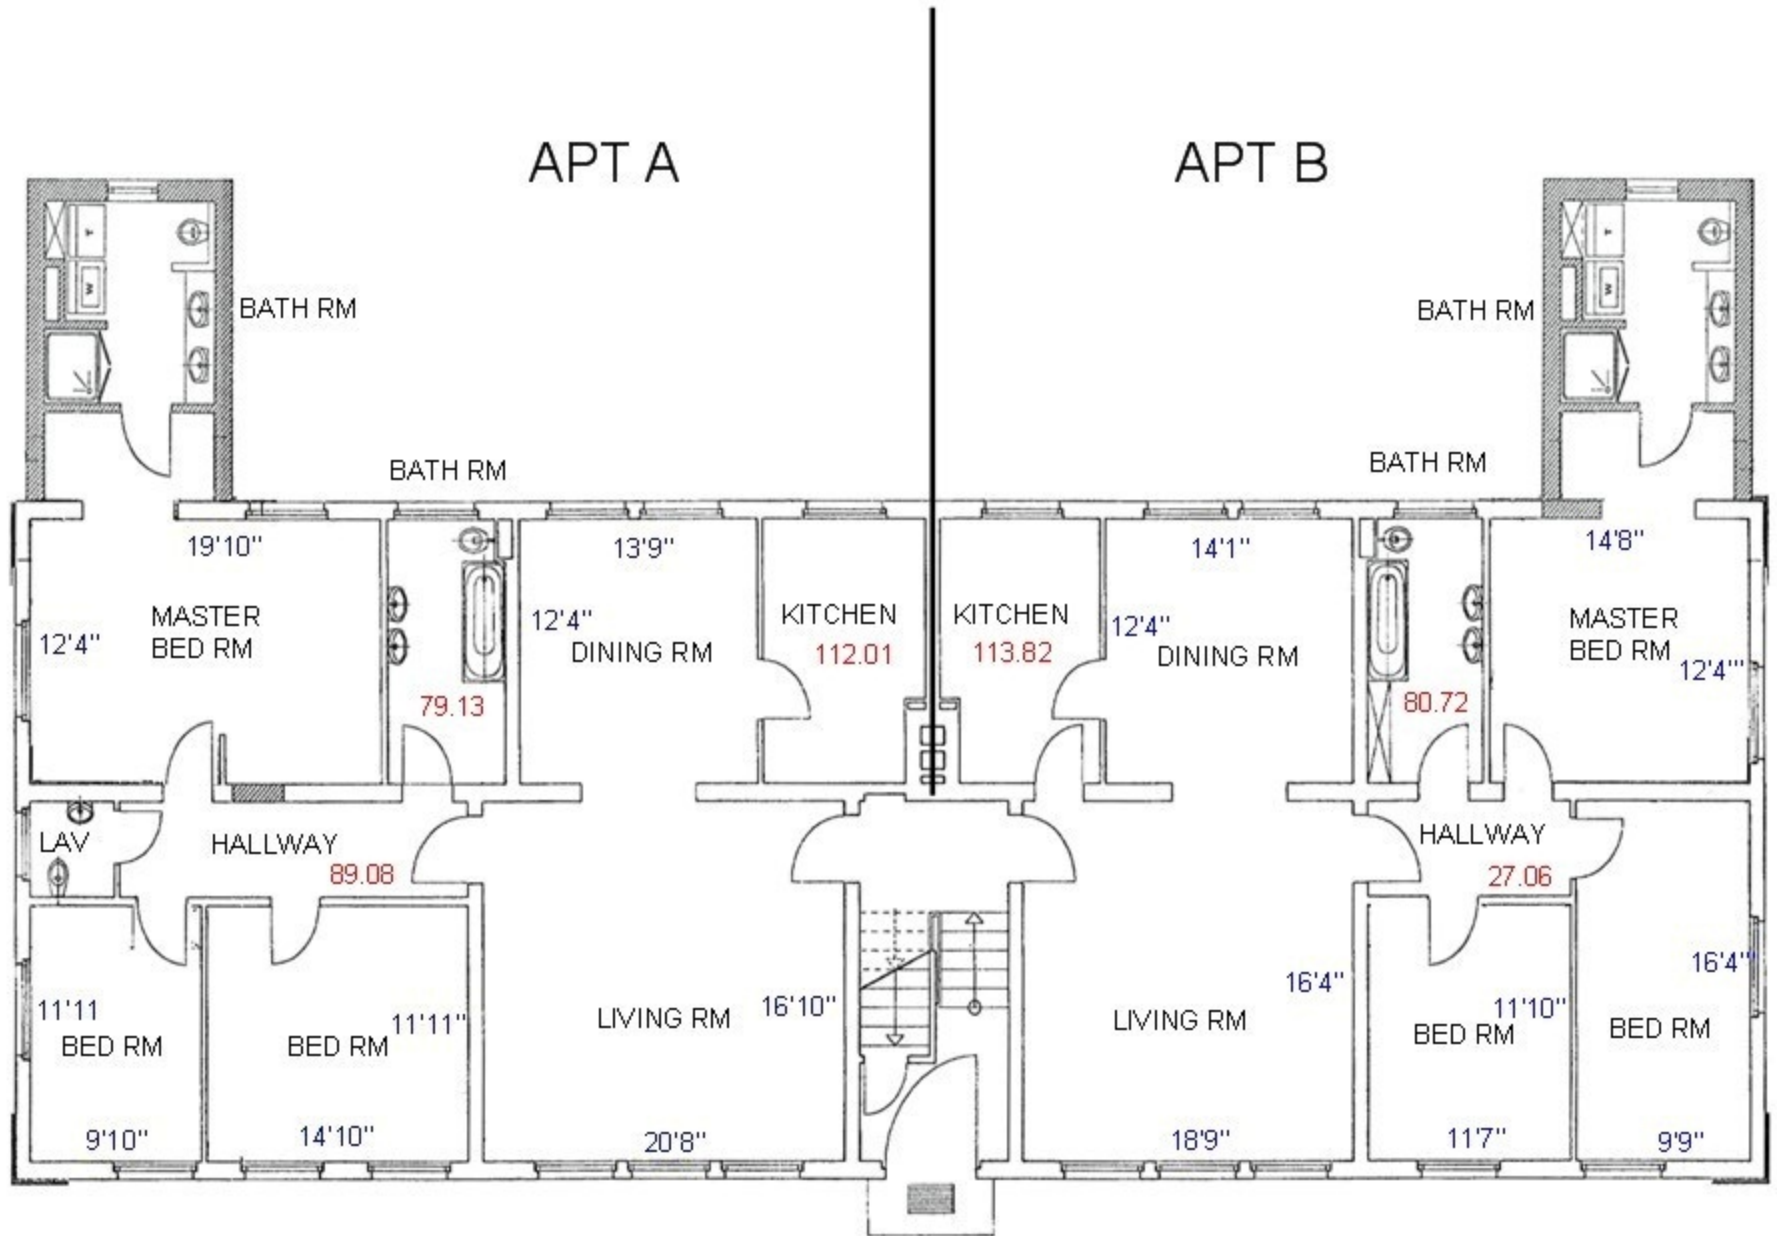 APT A
APT B
T
W
BATH RM
BATH RM
T
W
BATH RM
BATH RM
19'10"
13'9"
14'1"
14'8"
12'4"
MASTER
BED RM
12'4"
DINING RM
KITCHEN
112.01
KITCHEN
113.82
12'4"
DINING RM
MASTER
BED RM
12'4'"
79.13
80.72
LAV
HALLWAY
89.08
HALLWAY
27.06
11'11
BED RM
9'10"
11'11"
BED RM
14'10"
LIVING RM
16'10"
20'8"
LIVING RM
16'4"
18'9"
11'10"
BED RM
11'7"
16'4"
BED RM
9'9"